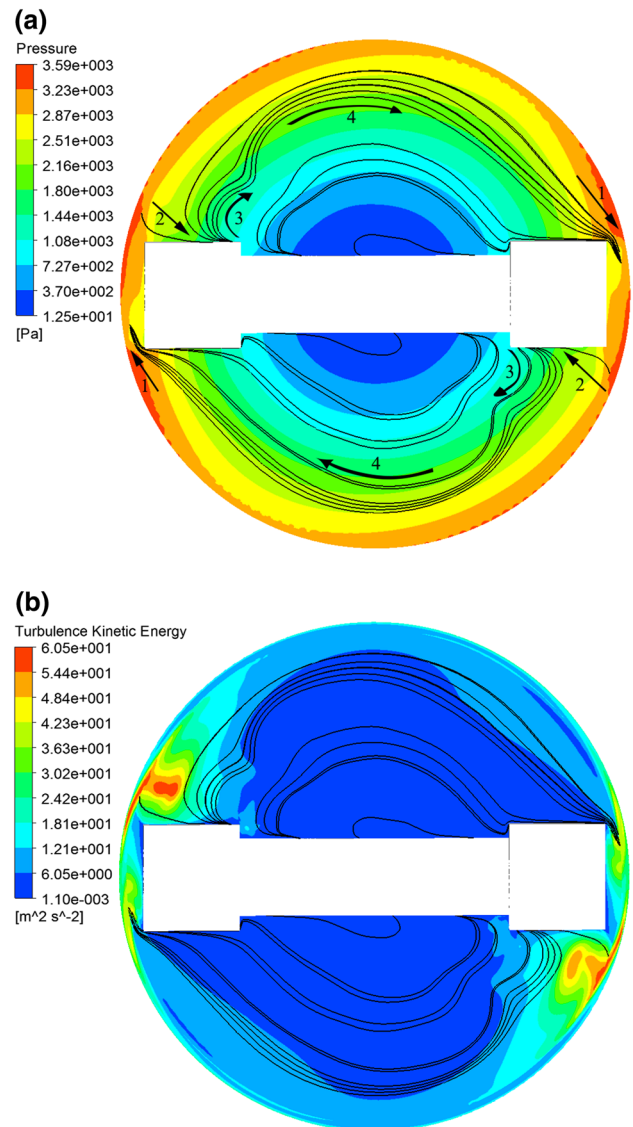 (a)
Pressure
3.59e+003
3.23e+003
2.87e+003
2.51e+003
2.16e+003
1.80e+003
1.44e+003
1.08e+003
7.27e+002
3.70e+002
1.25e+001
[Pa]
4
1
2
3
3
1
2
4
(b)
Turbulence Kinetic Energy
6.05e+001
5.44e+001
4.84e+001
4.23e+001
3.63e+001
3.02e+001
2.42e+001
1.81e+001
1.21e+001
6.05e+000
1.10e-003
[m^2 s^-2]